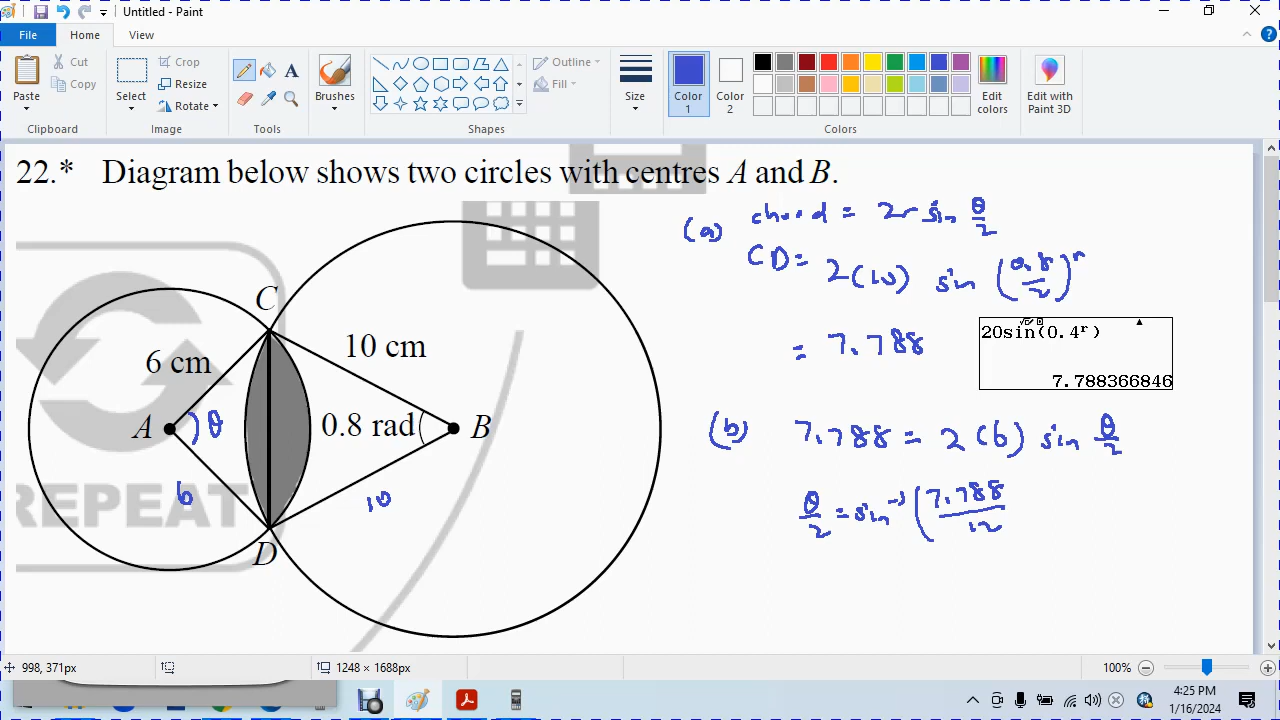 Untitled - Paint
File Home View
Paste
Cut
Copy
Clipboard
Select
Crop
Resize
Rotate
Image
A
Tools
Brushes
Outline
Fill
Shapes
Size
Color 1
Color 2
Edit colors
Colors
Edit with Paint 3D
22.* Diagram below shows two circles with centres A and B.
C
6 cm
10 cm
A
θ
0.8 rad
B
6
10
REPEAT
D
(a) chord = 2r sin θ/2
CD = 2(10) sin (0.8/2)ʳ
= 7.788
20sin(0.4ʳ)
7.788366846
(b) 7.788 = 2(6) sin θ/2
θ/2 = sin⁻¹ (7.788/12
998, 371px
1248 × 1688px
100%
4:25 PM
1/16/2024